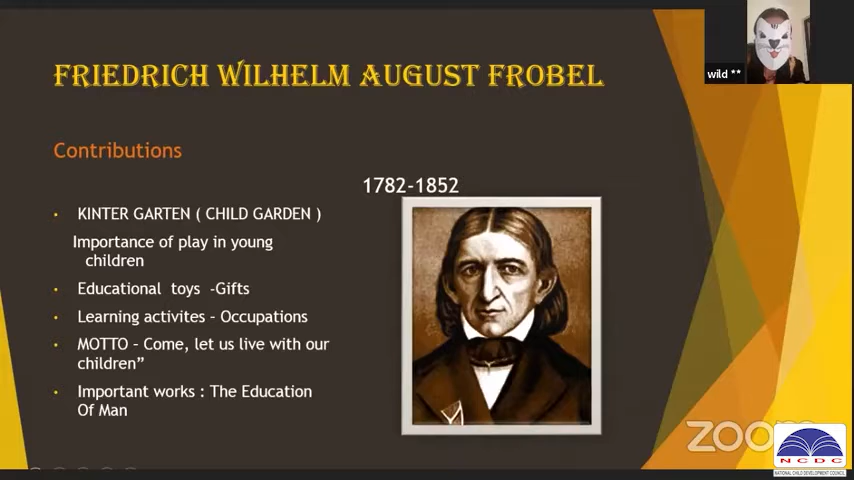 FRIEDRICH WILHELM AUGUST FROBEL
wild **
Contributions
1782-1852
KINTER GARTEN ( CHILD GARDEN )
Importance of play in young
children
Educational toys -Gifts
Learning activites – Occupations
MOTTO – Come, let us live with our
children”
Important works : The Education
Of Man
zoom
NCDC
NATIONAL CHILD DEVELOPMENT COUNCIL